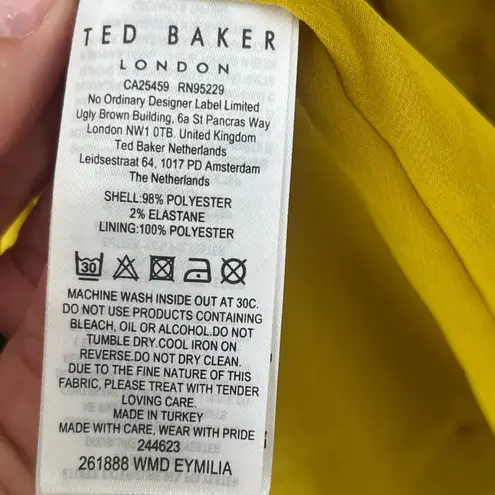 TED BAKER
LONDON
CA25459 RN95229
No Ordinary Designer Label Limited
Ugly Brown Building, 6a St Pancras Way
London NW1 0TB. United Kingdom
Ted Baker Netherlands
Leidsestraat 64, 1017 PD Amsterdam
The Netherlands
SHELL:98% POLYESTER
2% ELASTANE
LINING:100% POLYESTER
30
MACHINE WASH INSIDE OUT AT 30C.
DO NOT USE PRODUCTS CONTAINING
BLEACH, OIL OR ALCOHOL.DO NOT
TUMBLE DRY.COOL IRON ON
REVERSE.DO NOT DRY CLEAN.
DUE TO THE FINE NATURE OF THIS
FABRIC, PLEASE TREAT WITH TENDER
LOVING CARE.
MADE IN TURKEY
MADE WITH CARE, WEAR WITH PRIDE
244623
261888 WMD EYMILIA